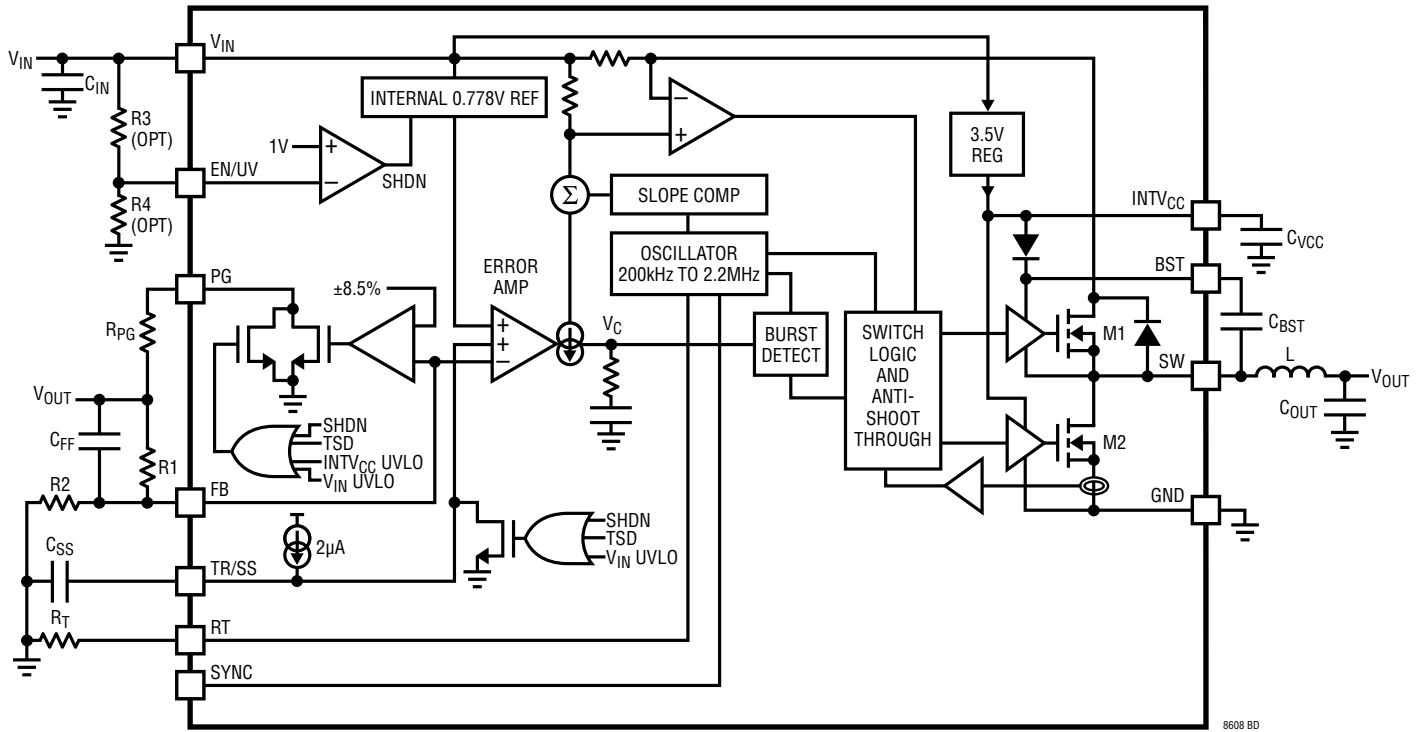 VIN
VIN
CIN
R3
(OPT)
R4
(OPT)
EN/UV
1V
+
−
SHDN
INTERNAL 0.778V REF
−
+
Σ
SLOPE COMP
OSCILLATOR
200kHz TO 2.2MHz
3.5V
REG
INTVCC
CVCC
BST
CBST
SW
L
VOUT
COUT
GND
PG
RPG
±8.5%
ERROR
AMP
+
+
−
VC
BURST
DETECT
SWITCH
LOGIC
AND
ANTI-
SHOOT
THROUGH
M1
M2
VOUT
CFF
R1
R2
FB
SHDN
TSD
INTVCC UVLO
VIN UVLO
CSS
2µA
TR/SS
SHDN
TSD
VIN UVLO
RT
RT
SYNC
8608 BD